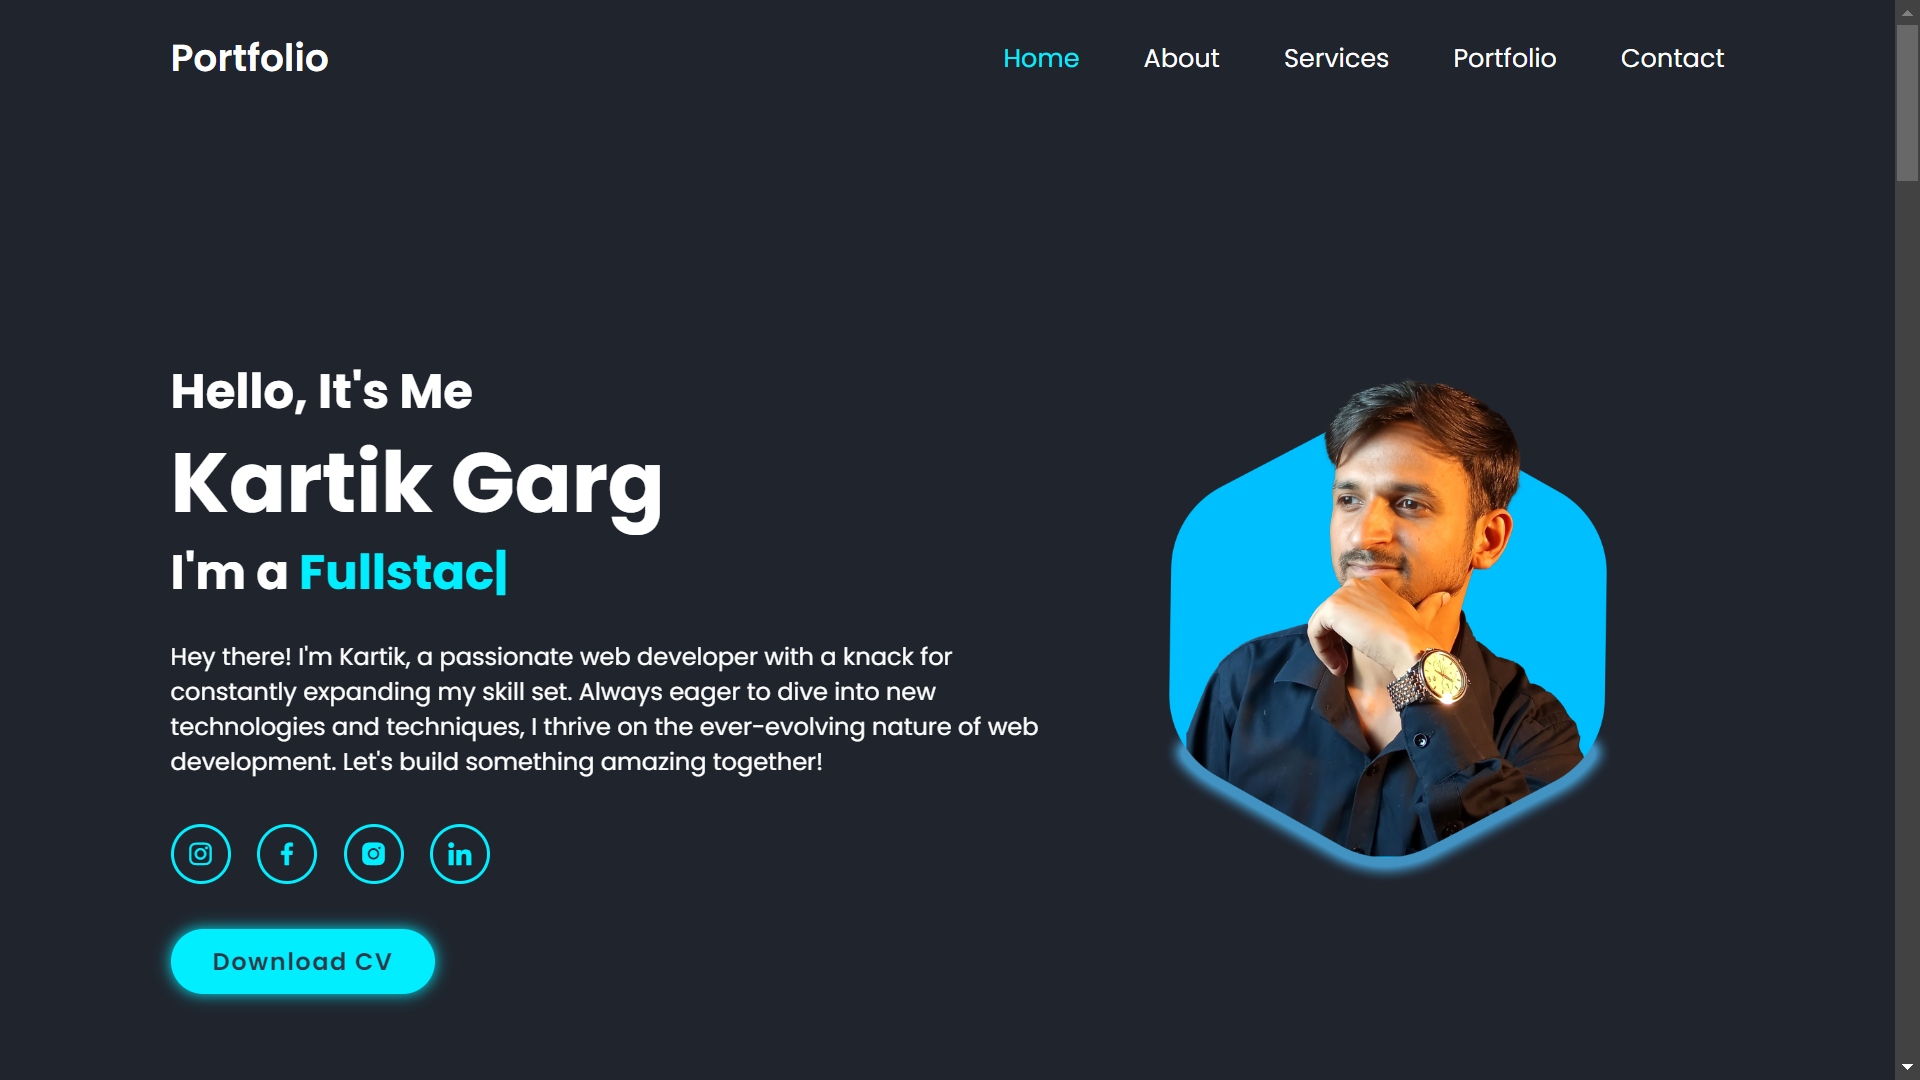 Portfolio
Home About Services Portfolio Contact
Hello, It's Me
Kartik Garg
I'm a Fullstac|
Hey there! I'm Kartik, a passionate web developer with a knack for
constantly expanding my skill set. Always eager to dive into new
technologies and techniques, I thrive on the ever-evolving nature of web
development. Let's build something amazing together!
Download CV